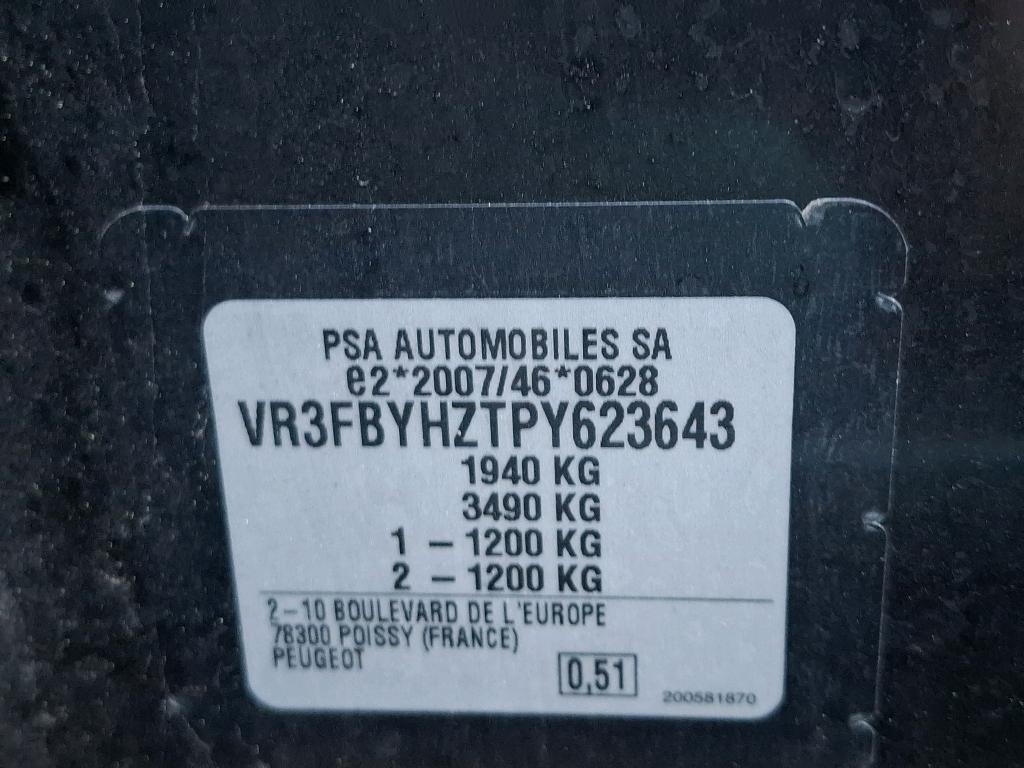 PSA AUTOMOBILES SA
e2*2007/46*0628
VR3FBYHZTPY623643
1940 KG
3490 KG
1 – 1200 KG
2 – 1200 KG
2–10 BOULEVARD DE L'EUROPE
78300 POISSY (FRANCE)
PEUGEOT
0,51
200581870